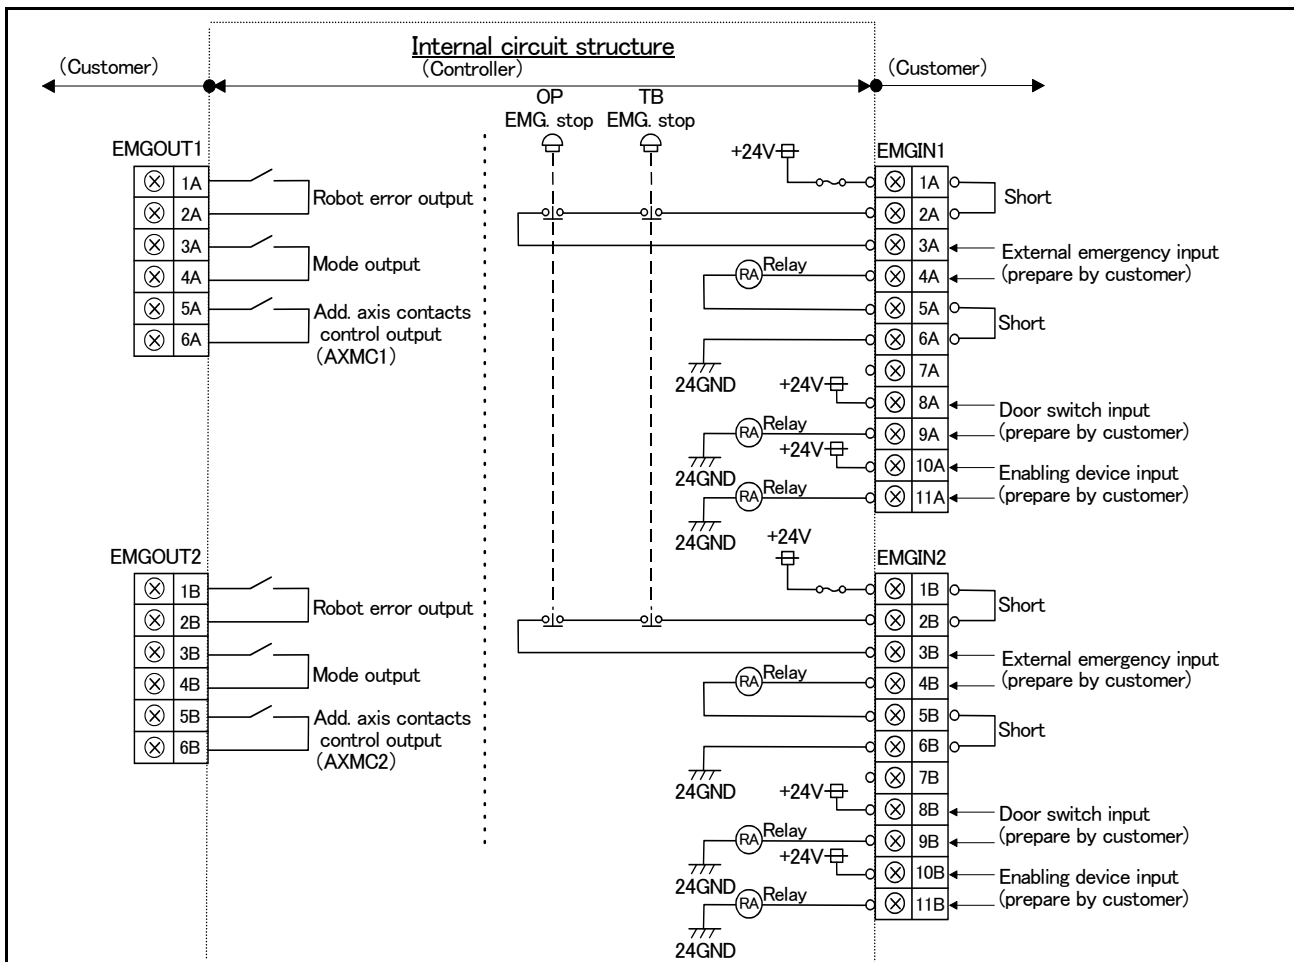 Internal circuit structure
(Customer)
(Controller)
(Customer)
OP
EMG. stop
TB
EMG. stop
EMGOUT1
1A
2A
3A
4A
5A
6A
Robot error output
Mode output
Add. axis contacts
control output
(AXMC1)
+24V
EMGIN1
1A
2A
3A
4A
5A
6A
7A
8A
9A
10A
11A
Short
External emergency input
(prepare by customer)
RA
Relay
Short
24GND
+24V
Door switch input
(prepare by customer)
RA
Relay
24GND
+24V
Enabling device input
(prepare by customer)
RA
Relay
24GND
EMGOUT2
1B
2B
3B
4B
5B
6B
Robot error output
Mode output
Add. axis contacts
control output
(AXMC2)
+24V
EMGIN2
1B
2B
3B
4B
5B
6B
7B
8B
9B
10B
11B
Short
External emergency input
(prepare by customer)
RA
Relay
Short
24GND
+24V
Door switch input
(prepare by customer)
RA
Relay
24GND
+24V
Enabling device input
(prepare by customer)
RA
Relay
24GND